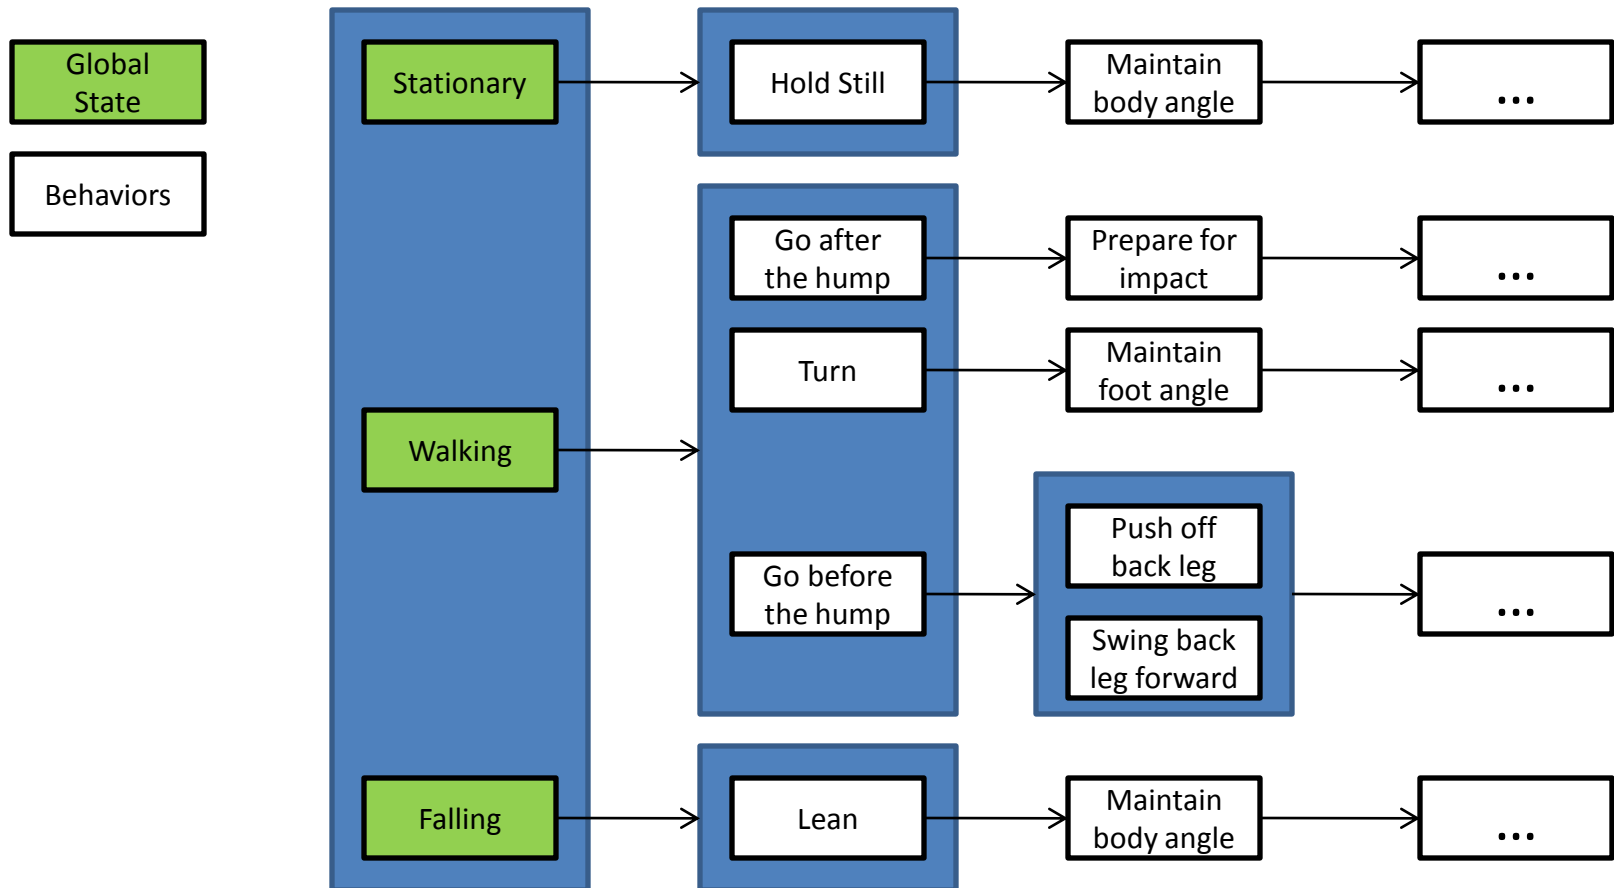 Global
State
Behaviors
Stationary
Hold Still
Maintain
body angle
...
Go after
the hump
Prepare for
impact
...
Turn
Maintain
foot angle
...
Walking
Go before
the hump
Push off
back leg
Swing back
leg forward
...
Falling
Lean
Maintain
body angle
...